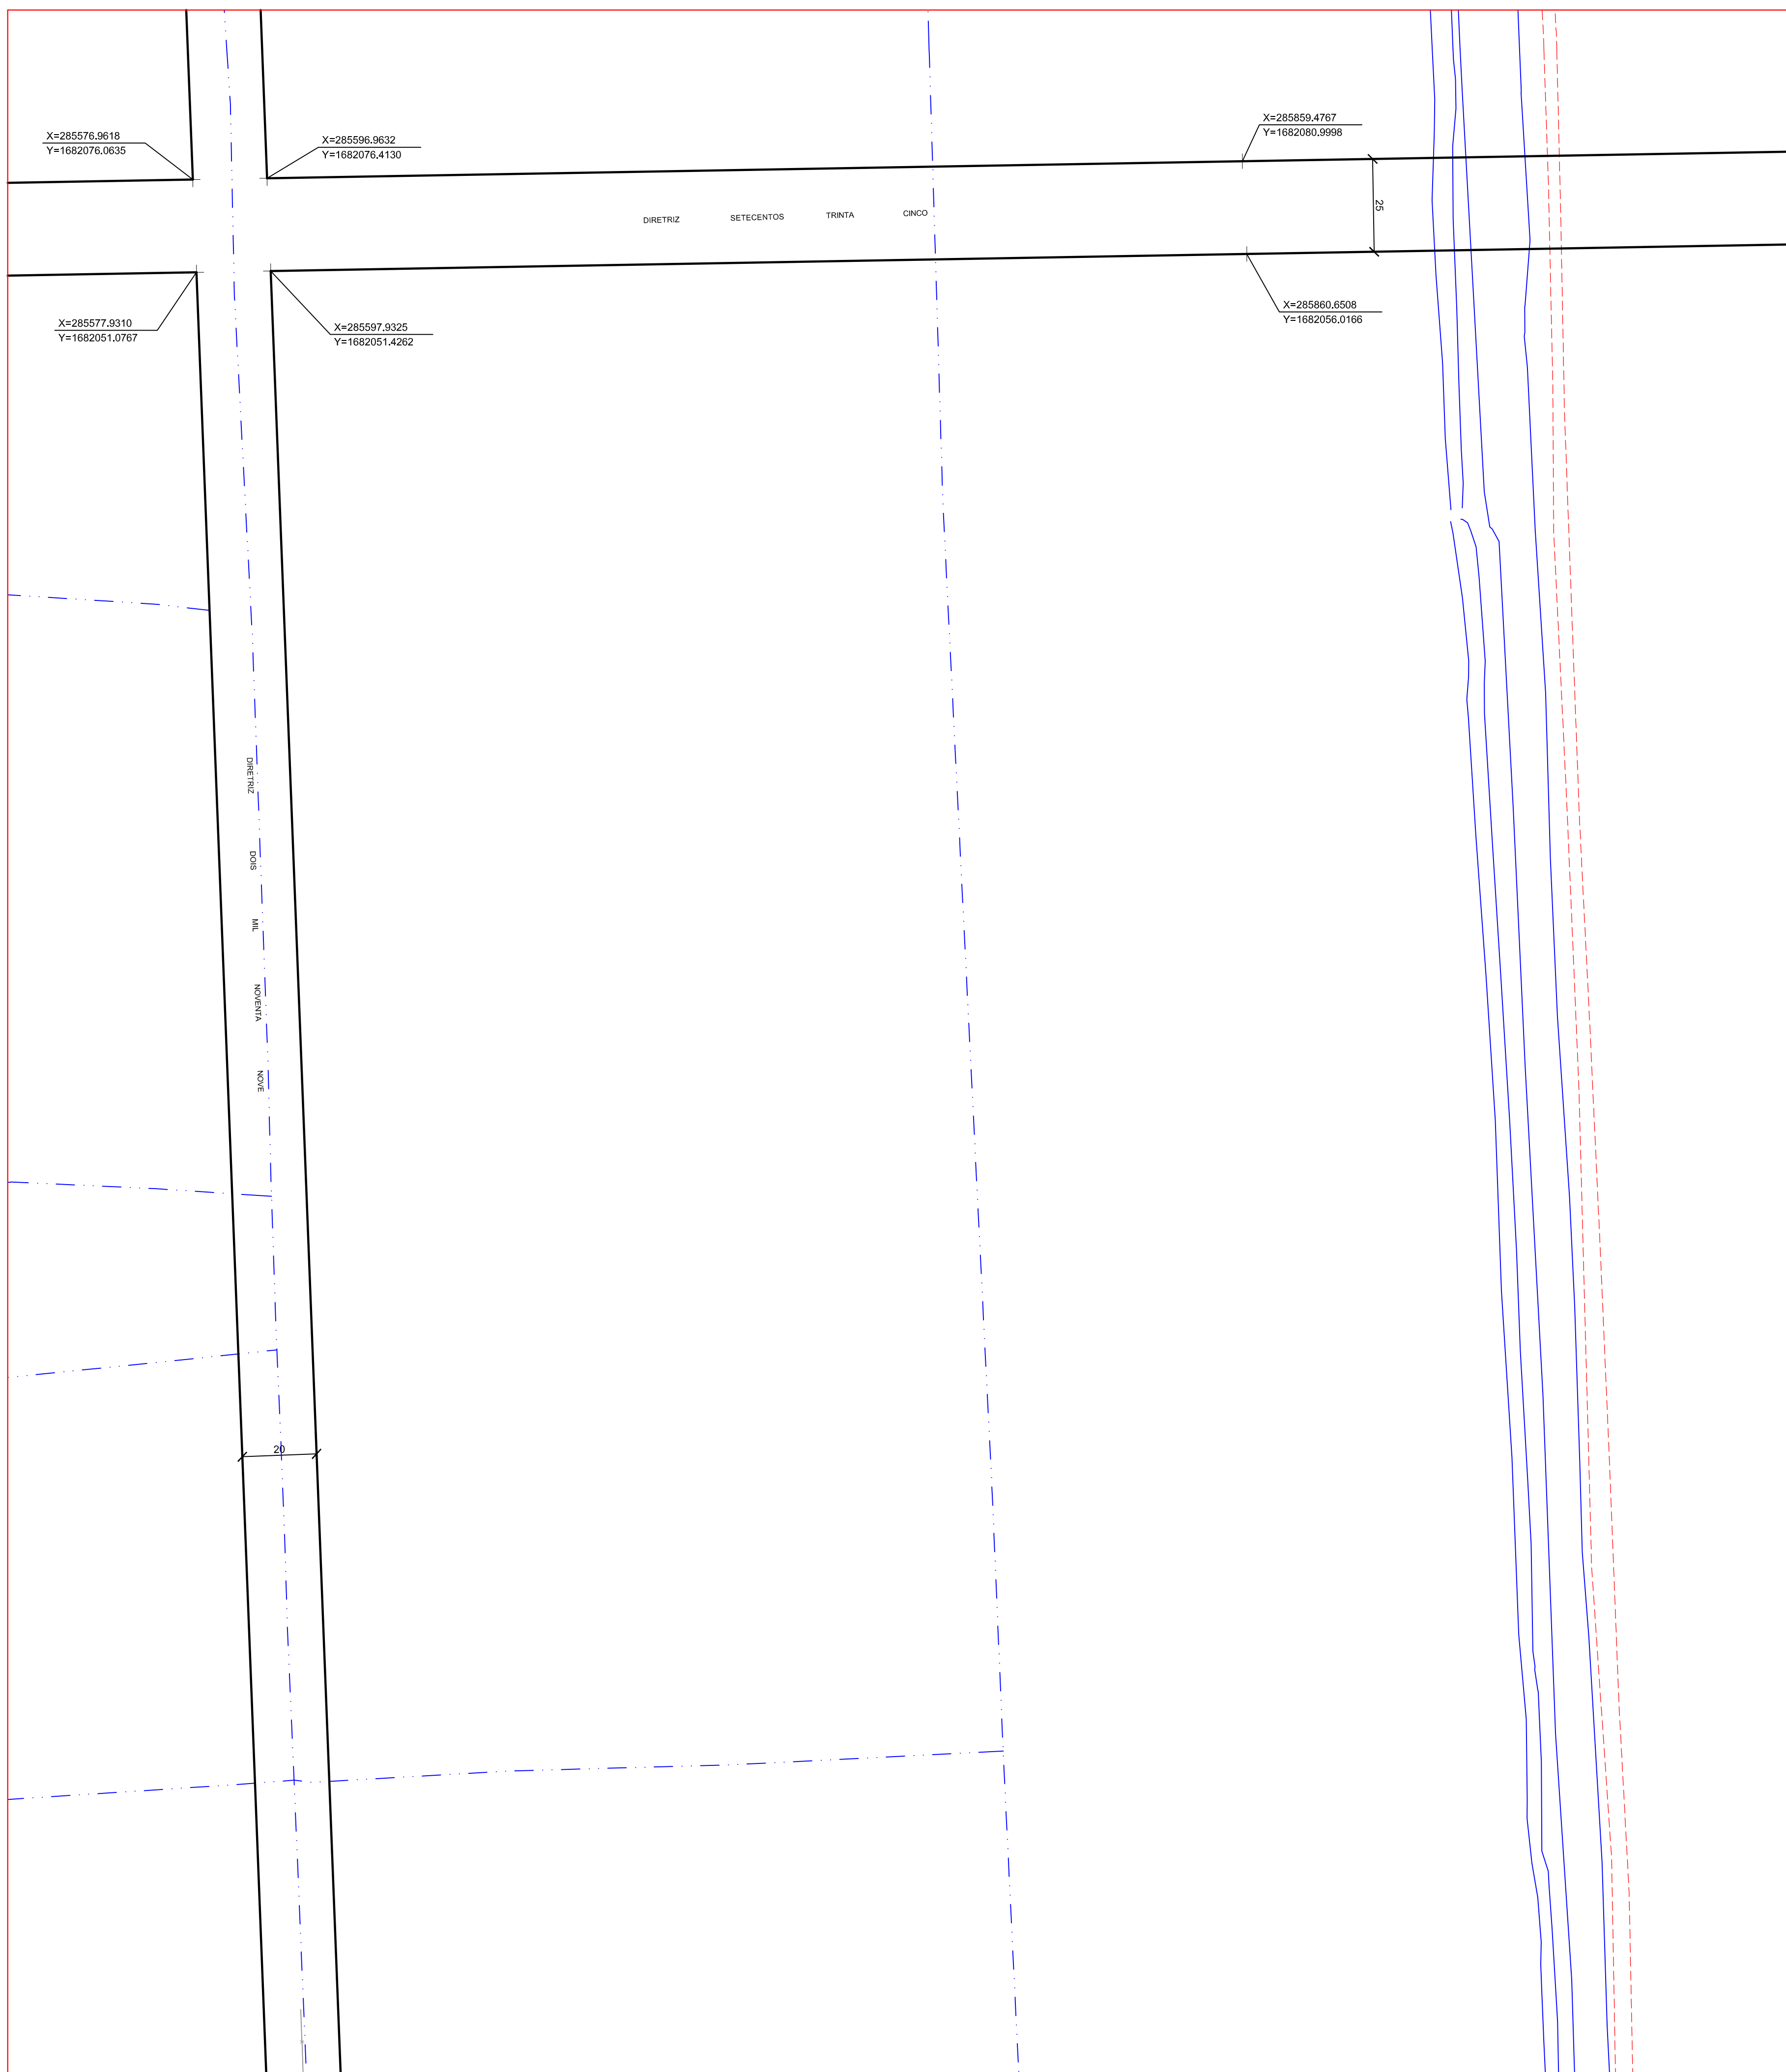 X=285859.4767
Y=1682080.9998
X=285576.9618
Y=1682076.0635
X=285596.9632
Y=1682076.4130
25
DIRETRIZ SETECENTOS TRINTA CINCO
X=285860.6508
Y=1682056.0166
X=285577.9310
Y=1682051.0767
X=285597.9325
Y=1682051.4262
DIRETRIZ DOIS MIL NOVENTA NOVE
20